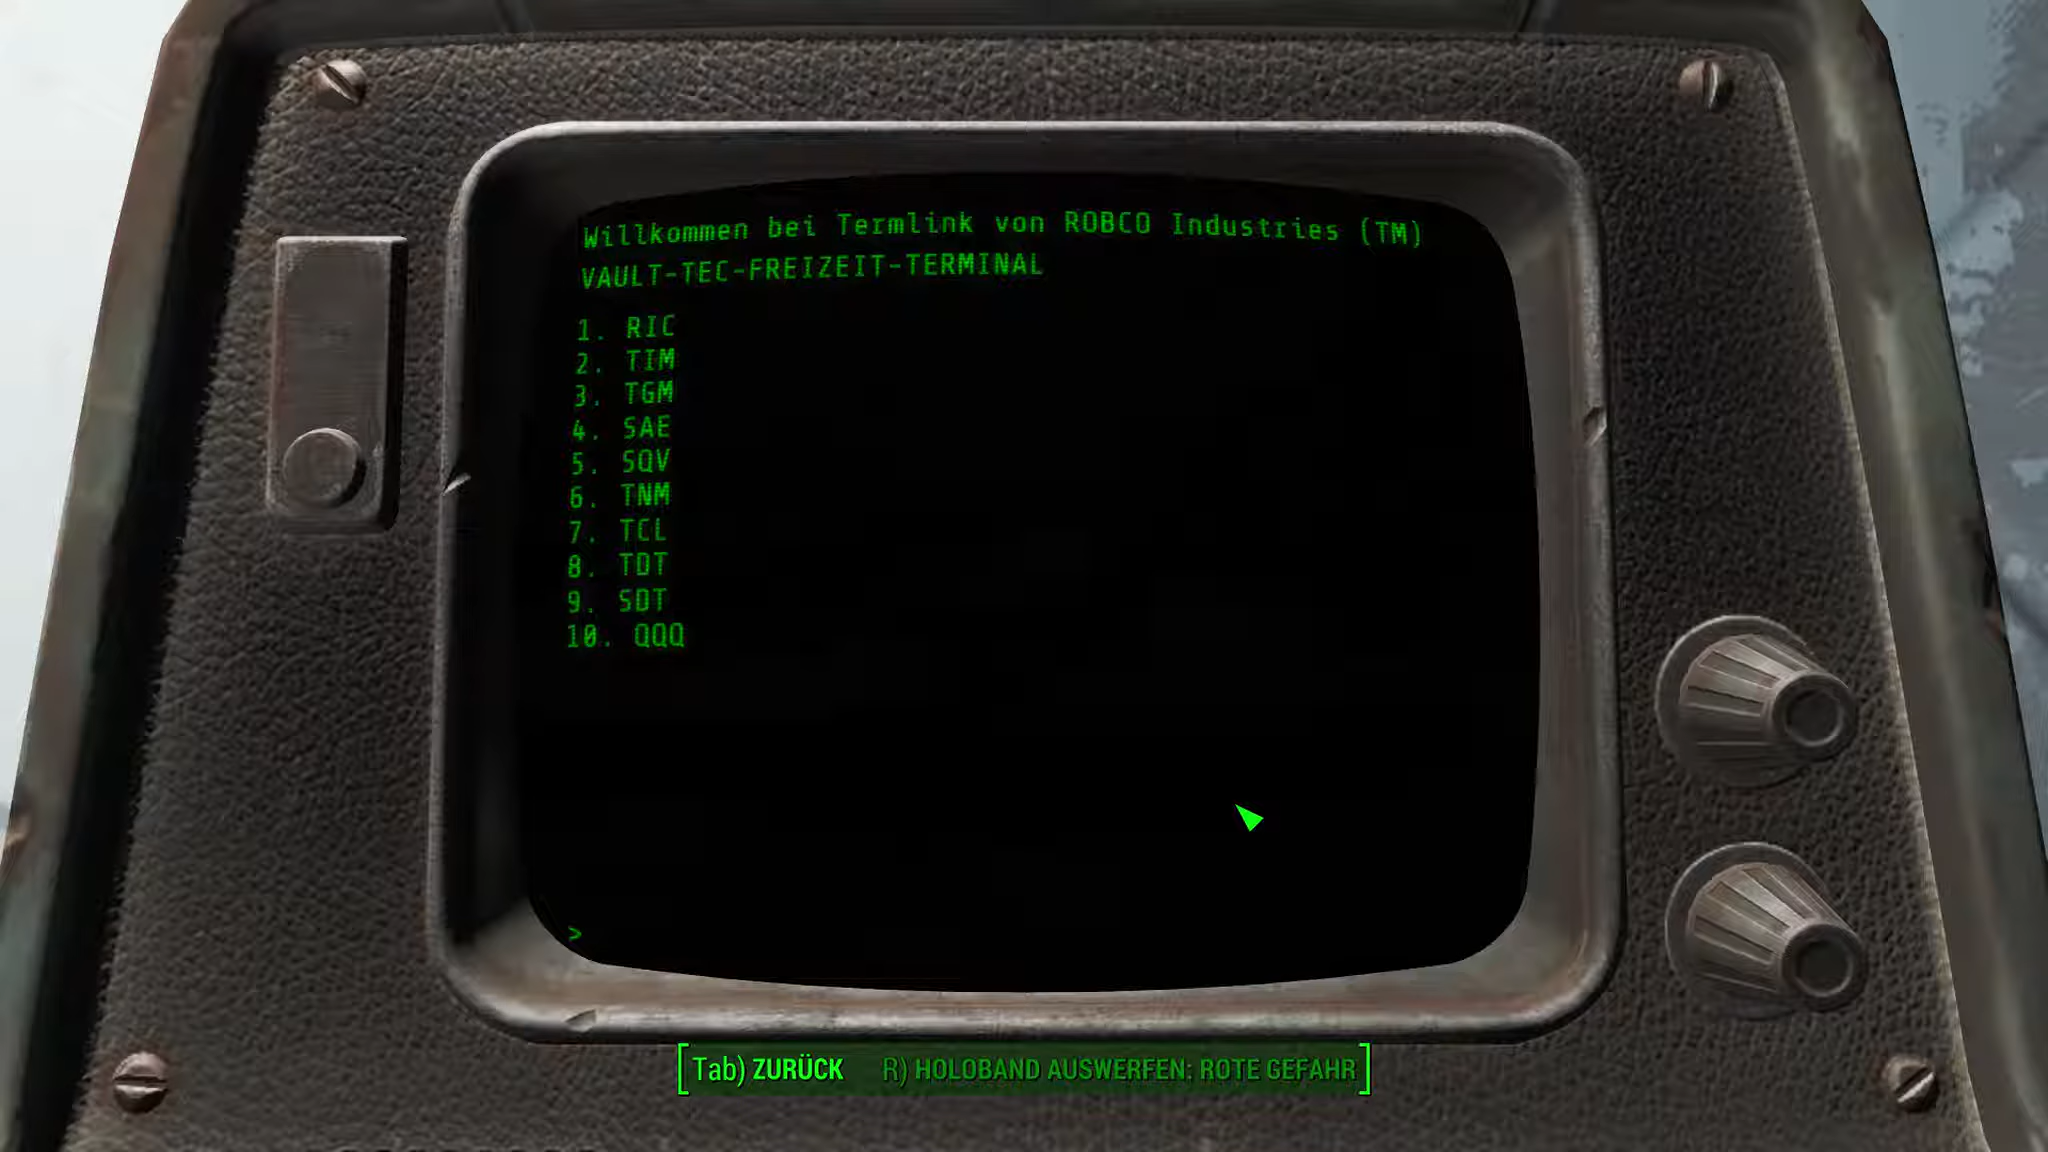 Willkommen bei Termlink von ROBCO Industries (TM)
VAULT-TEC-FREIZEIT-TERMINAL
1. RIC
2. TIM
3. TGM
4. SAE
5. SQV
6. TNM
7. TCL
8. TDT
9. SDT
10. QQQ
>
Tab) ZURÜCK R) HOLOBAND AUSWERFEN: ROTE GEFAHR